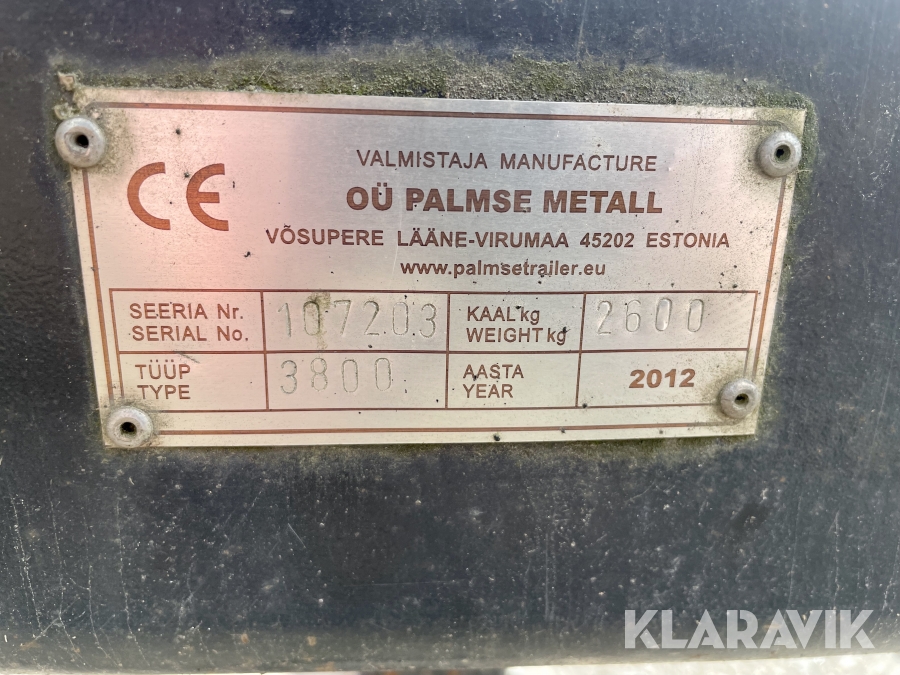 CE
VALMISTAJA MANUFACTURE
OÜ PALMSE METALL
VÕSUPERE LÄÄNE-VIRUMAA 45202 ESTONIA
www.palmsetrailer.eu
SEERIA Nr. 107203 KAAL kg 2600
SERIAL No. WEIGHT kg
TÜÜP 3800 AASTA 2012
TYPE YEAR
KLARAVIK